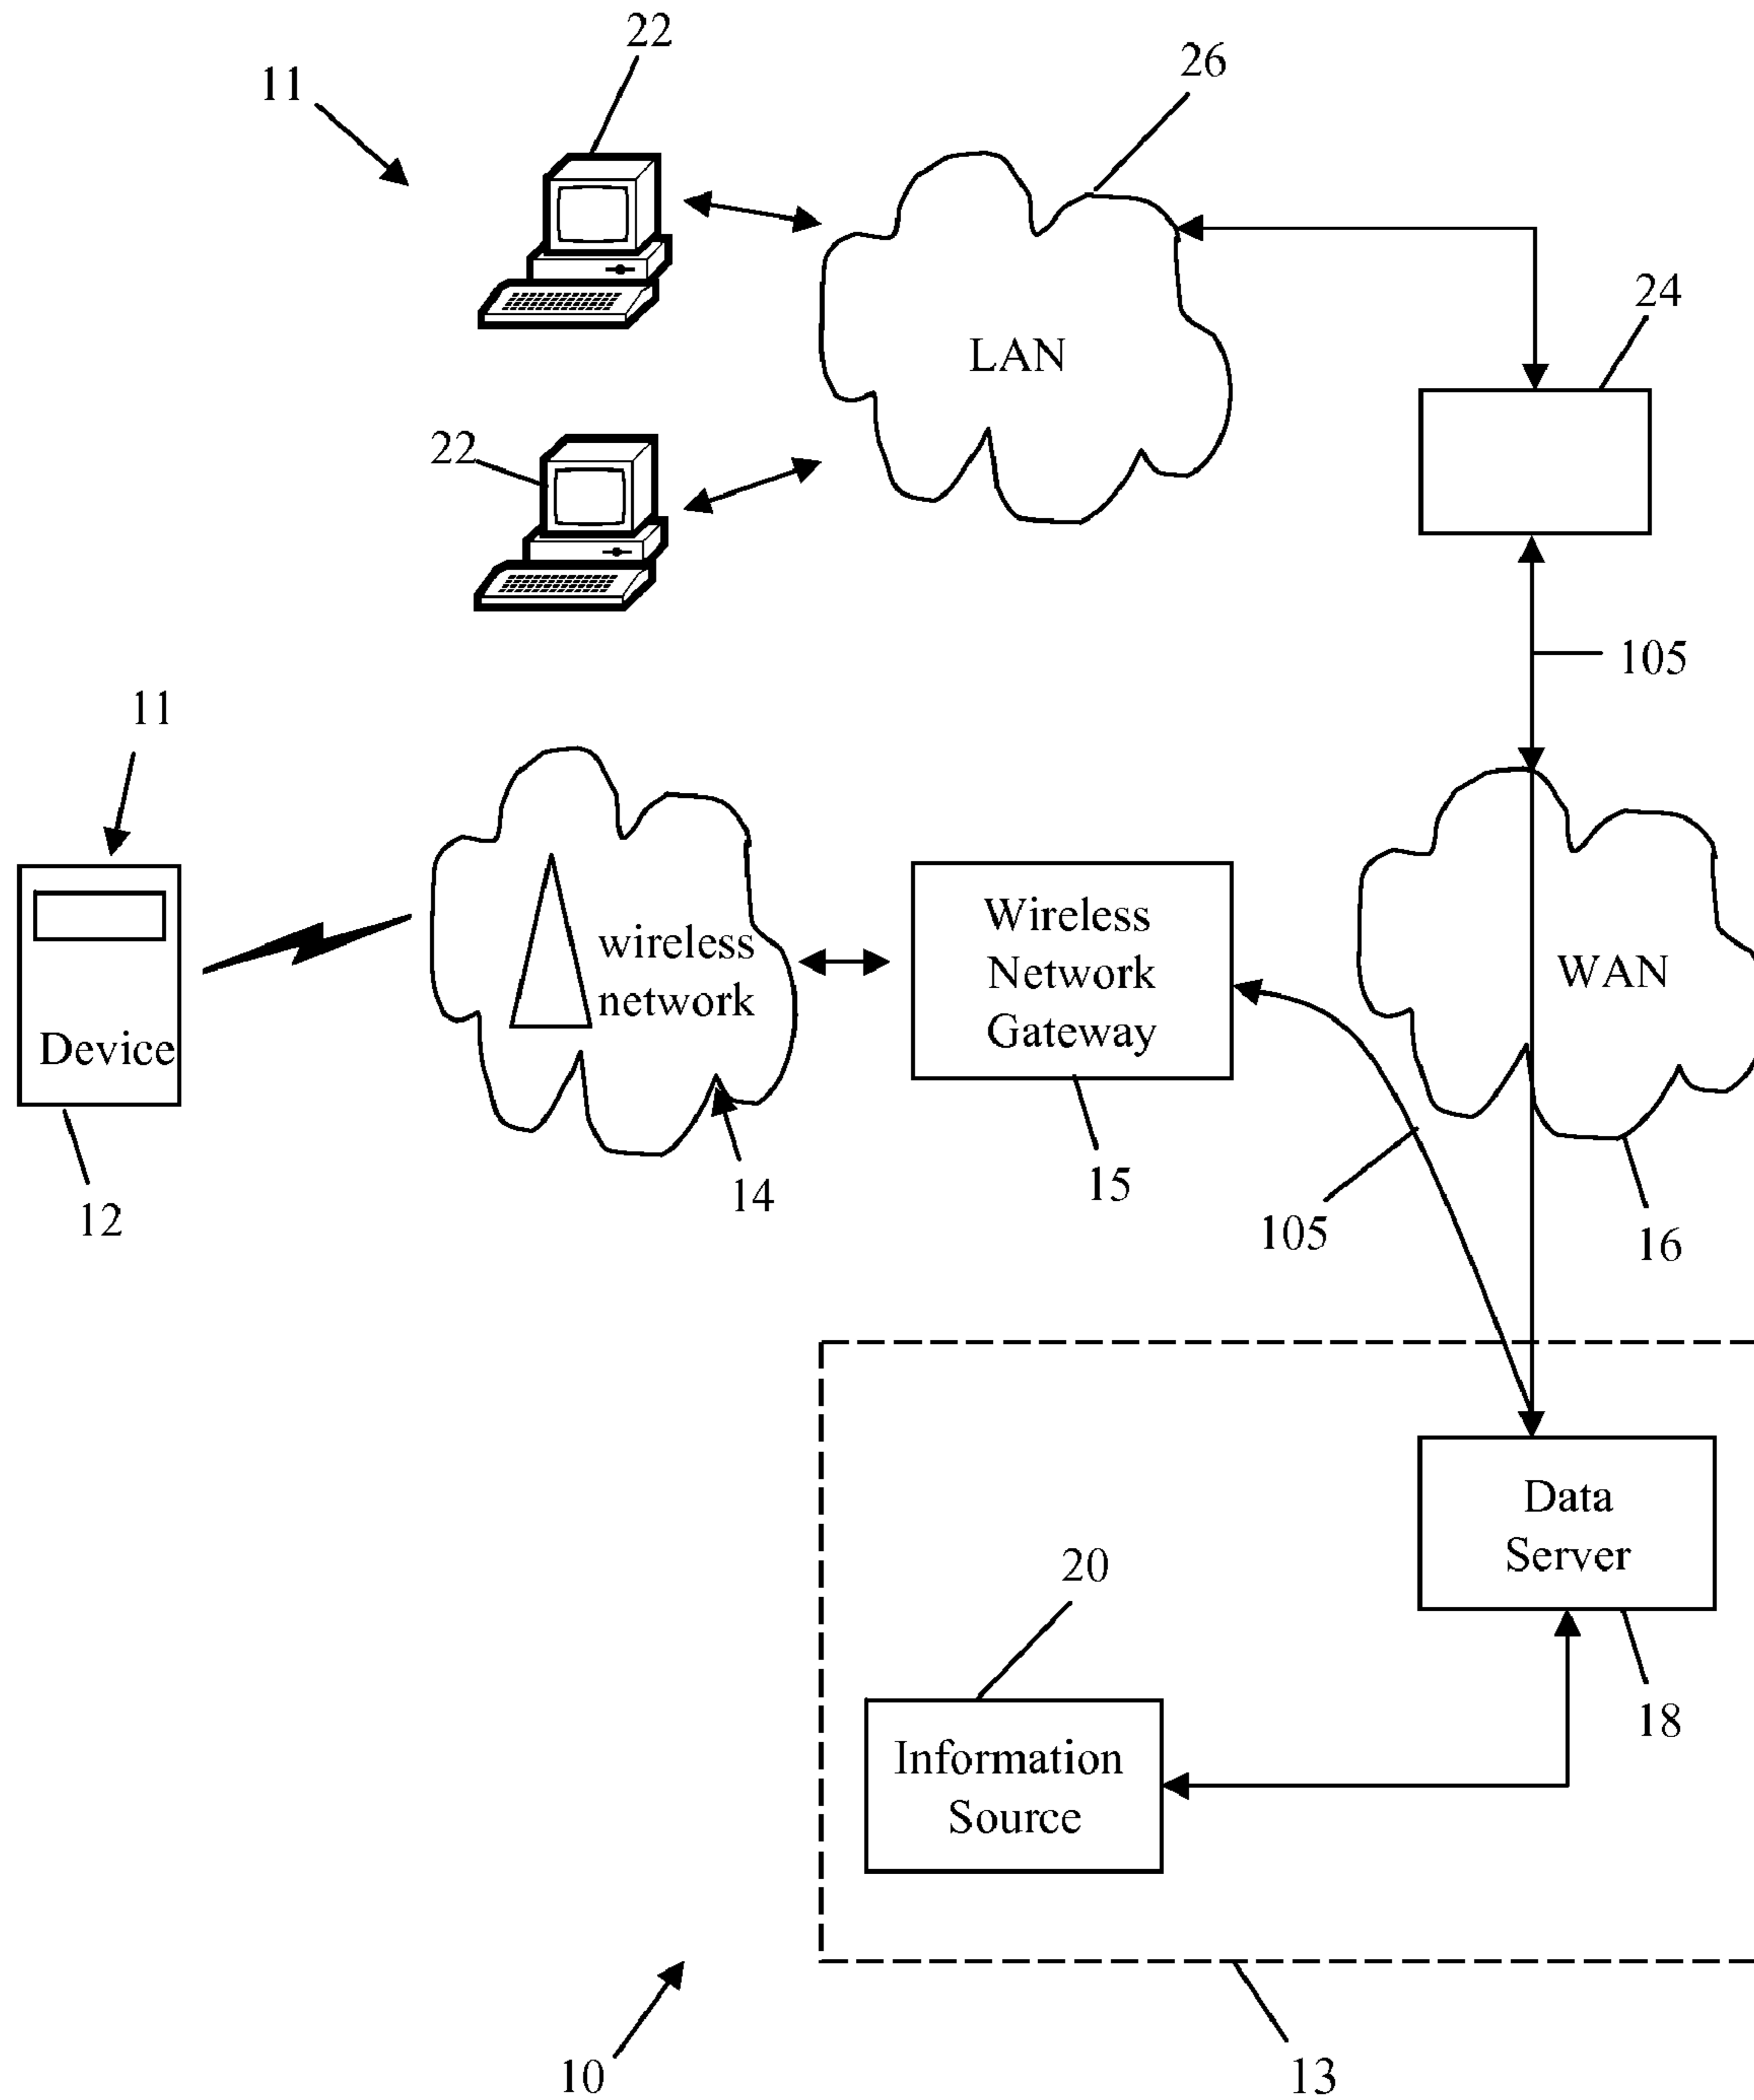 22
26
11
24
LAN
22
105
11
Wireless
Network
Gateway
wireless
network
WAN
Device
14
15
105
16
12
Data
Server
20
18
Information
Source
10
13